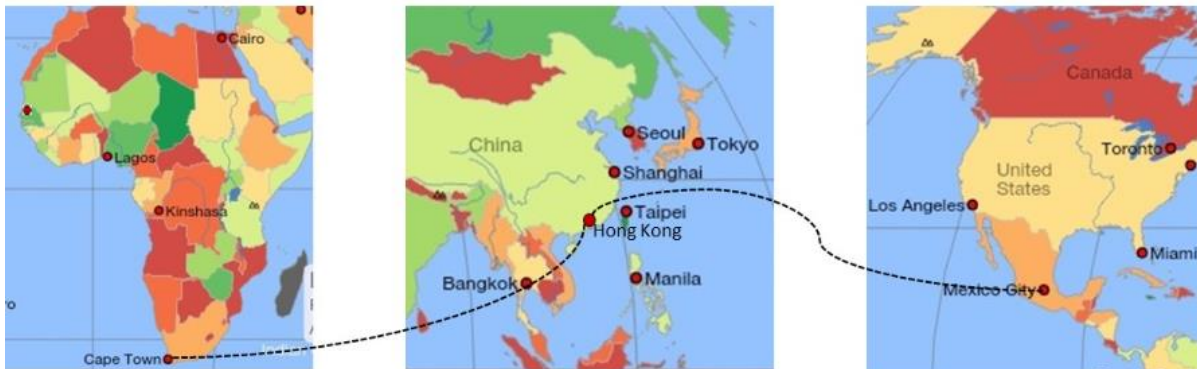 Cairo
Lagos
Kinshasa
Cape Town
China
Seoul
Tokyo
Shanghai
Taipei
Hong Kong
Bangkok
Manila
Canada
Toronto
United
States
Los Angeles
Miami
Mexico City